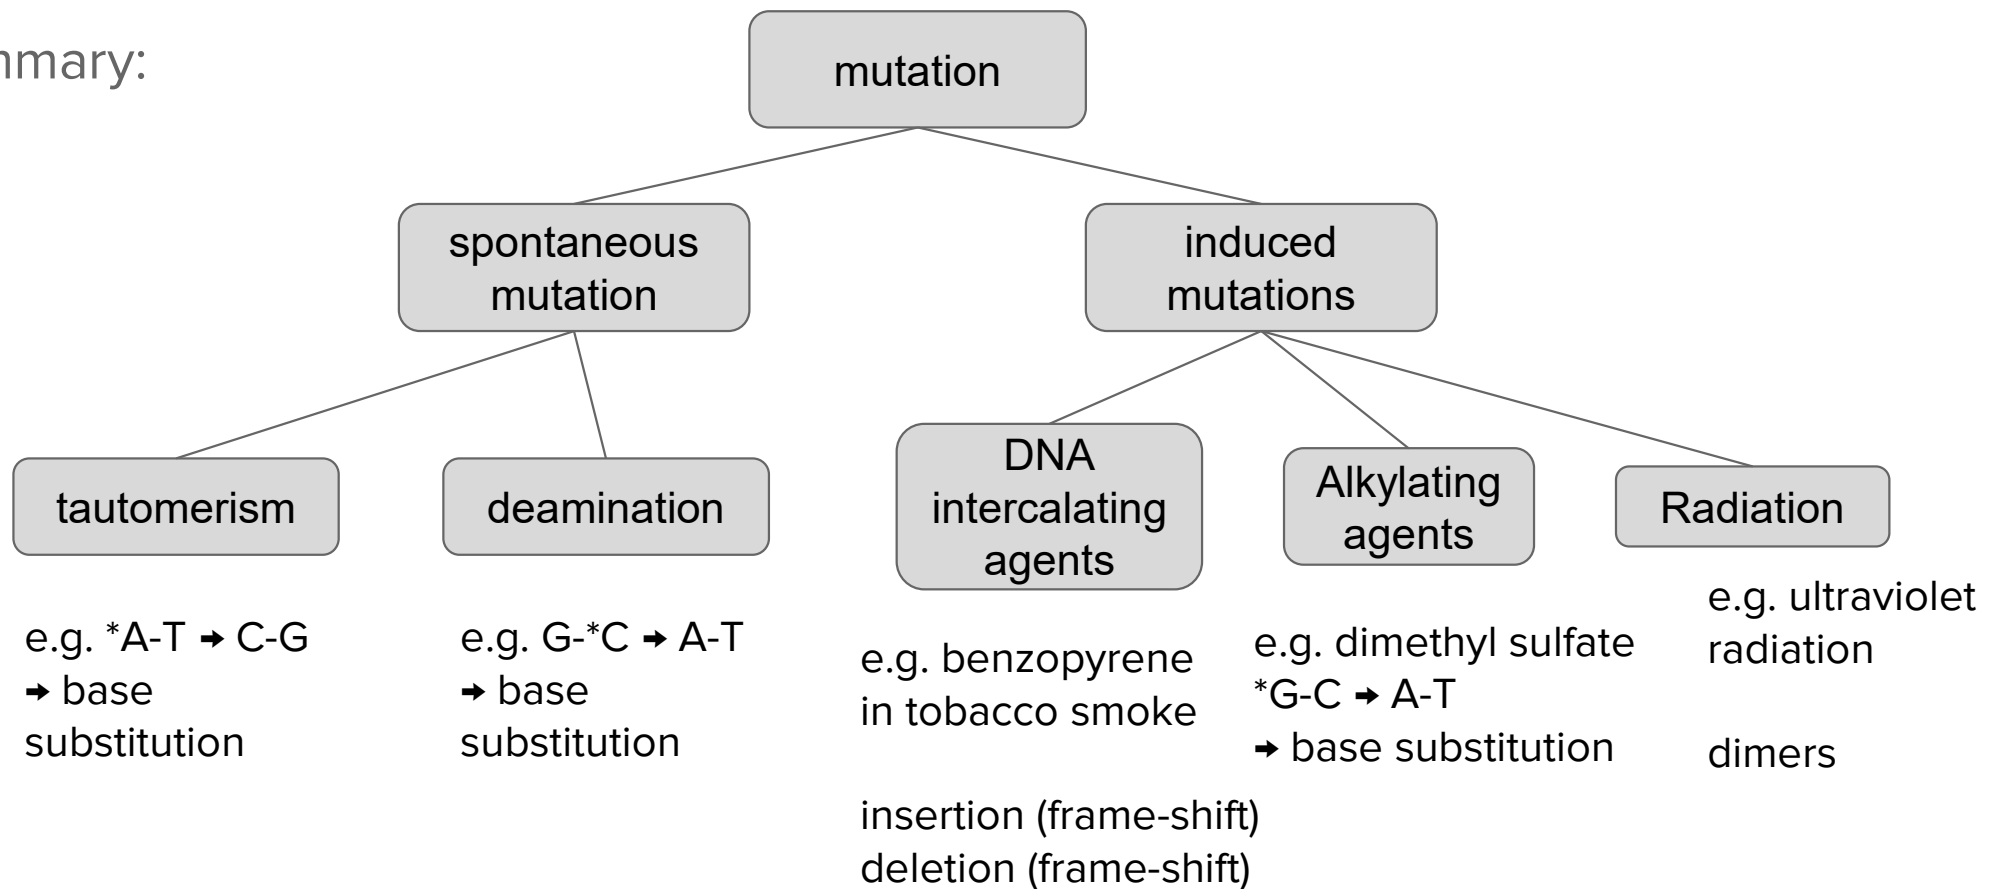 mmary:
mutation
spontaneous
mutation
induced
mutations
tautomerism
deamination
DNA
intercalating
agents
Alkylating
agents
Radiation
e.g. *A-T → C-G
→ base
substitution
e.g. G-*C → A-T
→ base
substitution
e.g. benzopyrene
in tobacco smoke
insertion (frame-shift)
deletion (frame-shift)
e.g. dimethyl sulfate
*G-C → A-T
→ base substitution
e.g. ultraviolet
radiation
dimers